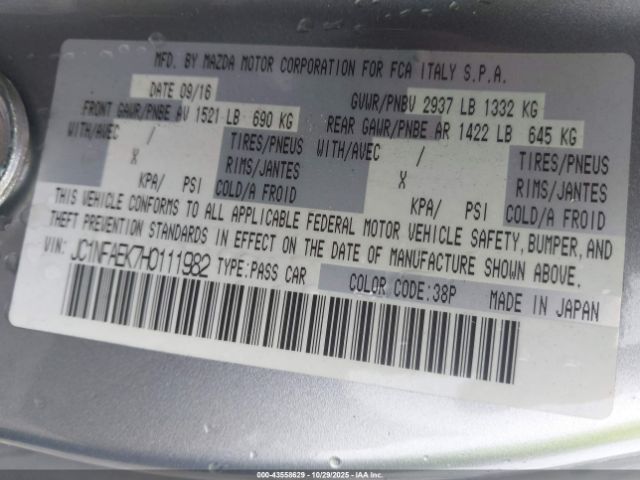 MFD. BY MAZDA MOTOR CORPORATION FOR FCA ITALY S.P.A.
DATE 09/16 GVWR/PNBV 2937 LB 1332 KG
FRONT GAWR/PNBE AV 1521 LB 690 KG REAR GAWR/PNBE AR 1422 LB 645 KG
WITH/AVEC / TIRES/PNEUS WITH/AVEC / TIRES/PNEUS
X RIMS/JANTES X RIMS/JANTES
KPA/ PSI COLD/A FROID KPA/ PSI COLD/A FROID
THIS VEHICLE CONFORMS TO ALL APPLICABLE FEDERAL MOTOR VEHICLE SAFETY, BUMPER, AND
THEFT PREVENTION STANDARDS IN EFFECT ON THE DATE OF MANUFACTURE SHOWN ABOVE.
VIN: JC1NFAEK7H0111982 TYPE:PASS CAR COLOR CODE:38P MADE IN JAPAN
000-43558629 10/29/2025 IAAI.COM